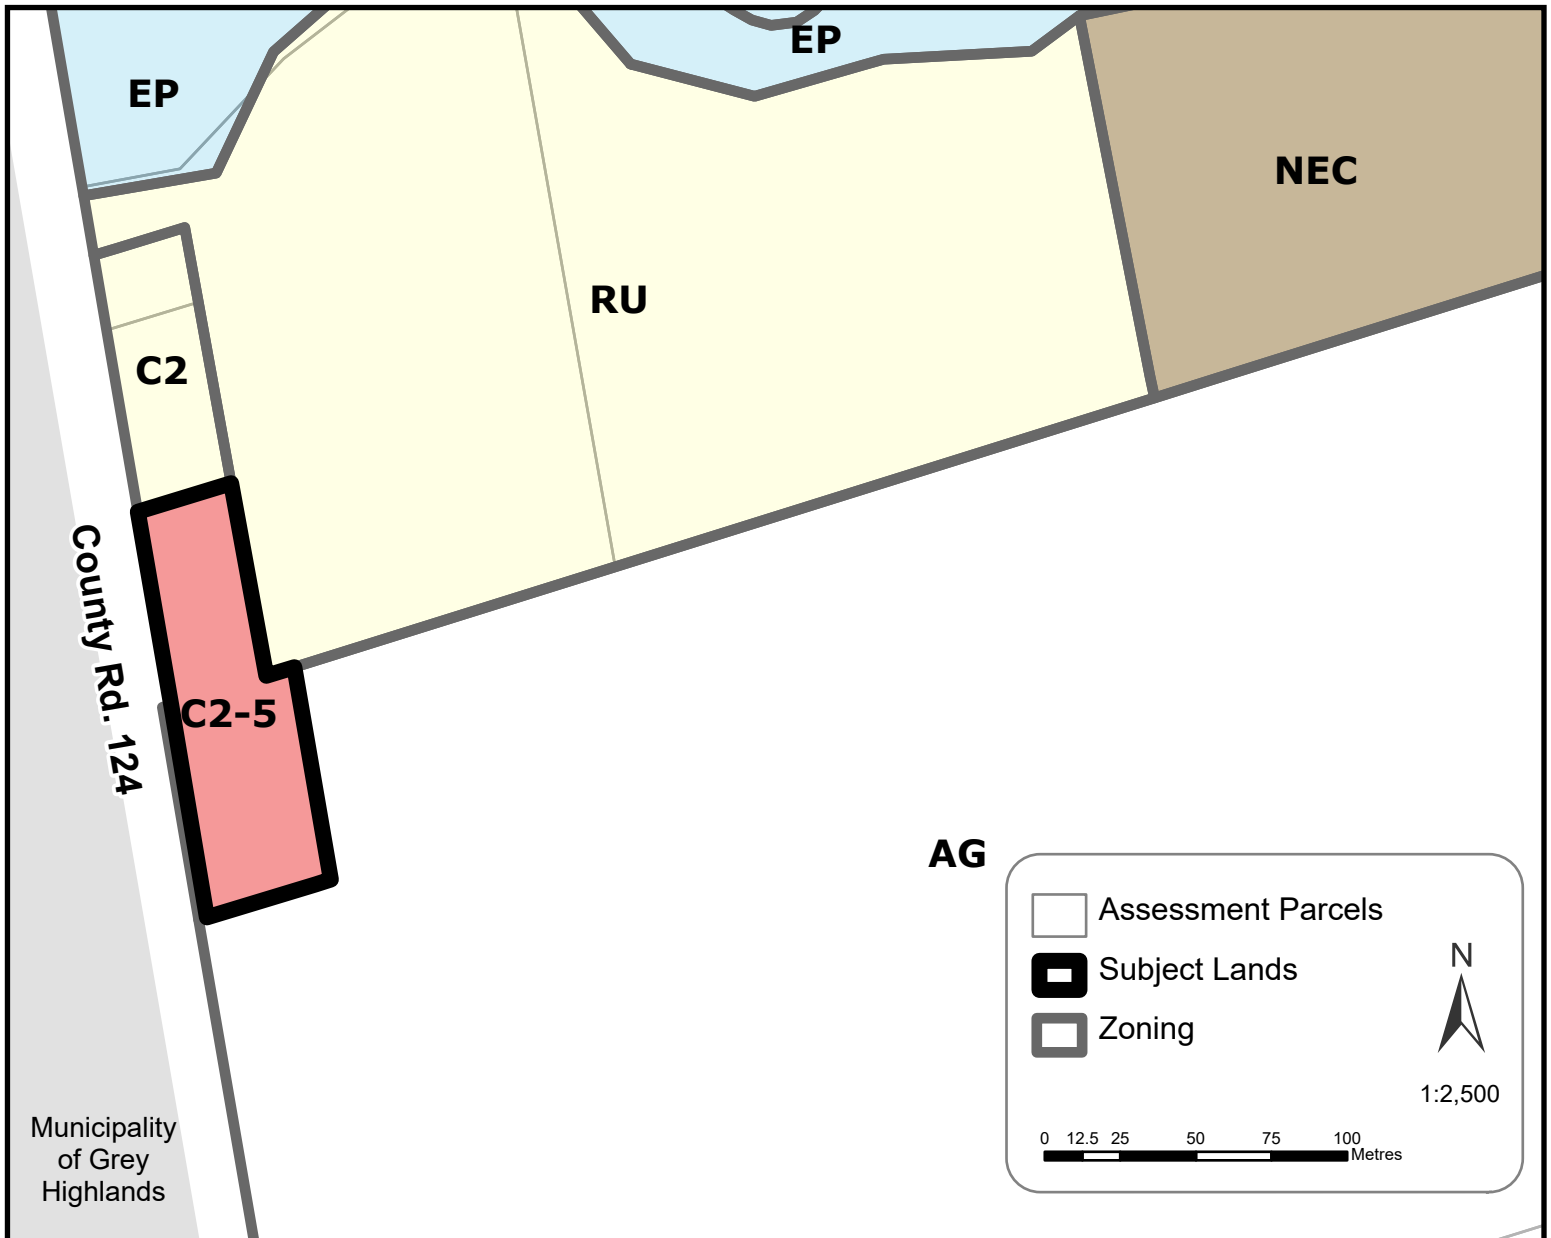 EP
EP
NEC
RU
C2
County Rd. 124
C2-5
AG
Assessment Parcels
Subject Lands
Zoning
N
1:2,500
0 12.5 25 50 75 100
Metres
Municipality
of Grey
Highlands